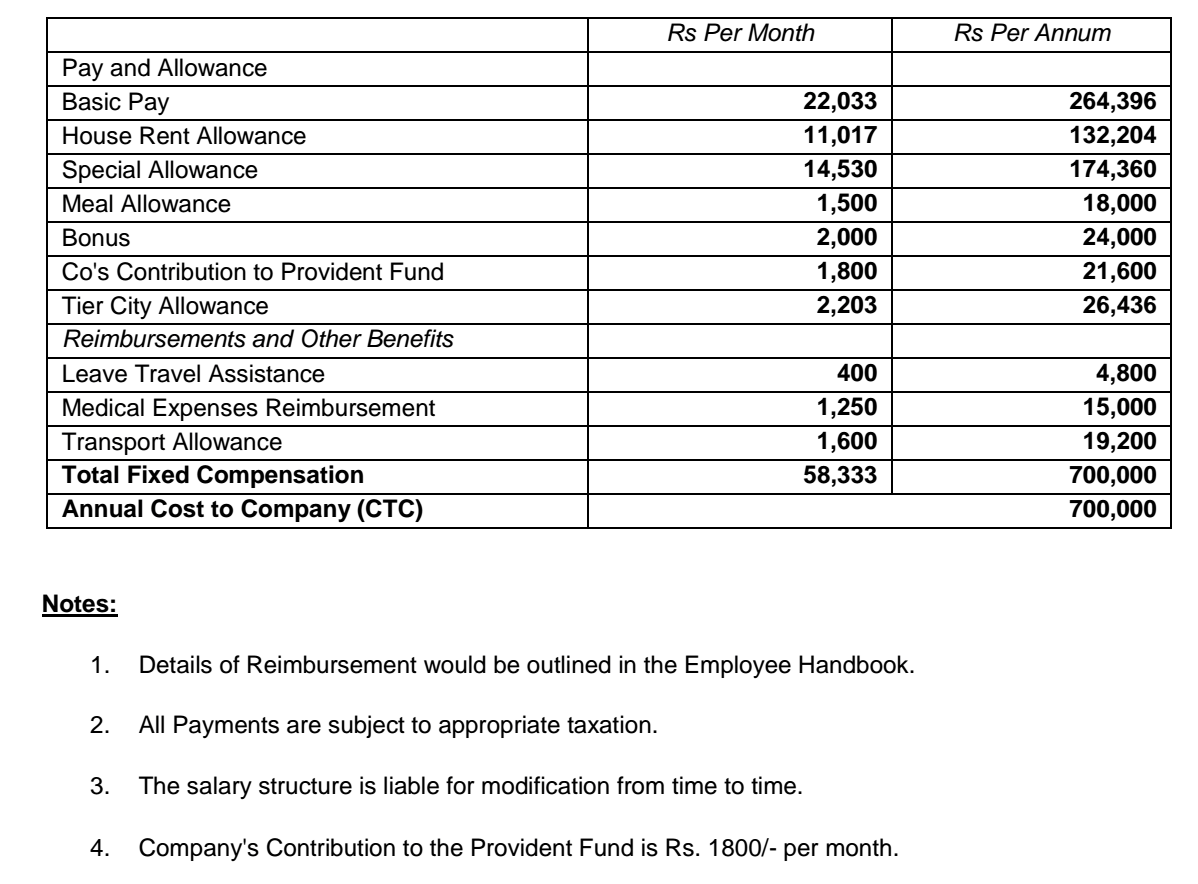 Rs Per Month Rs Per Annum
Pay and Allowance
Basic Pay 22,033 264,396
House Rent Allowance 11,017 132,204
Special Allowance 14,530 174,360
Meal Allowance 1,500 18,000
Bonus 2,000 24,000
Co's Contribution to Provident Fund 1,800 21,600
Tier City Allowance 2,203 26,436
Reimbursements and Other Benefits
Leave Travel Assistance 400 4,800
Medical Expenses Reimbursement 1,250 15,000
Transport Allowance 1,600 19,200
Total Fixed Compensation 58,333 700,000
Annual Cost to Company (CTC) 700,000
Notes:
1. Details of Reimbursement would be outlined in the Employee Handbook.
2. All Payments are subject to appropriate taxation.
3. The salary structure is liable for modification from time to time.
4. Company's Contribution to the Provident Fund is Rs. 1800/- per month.